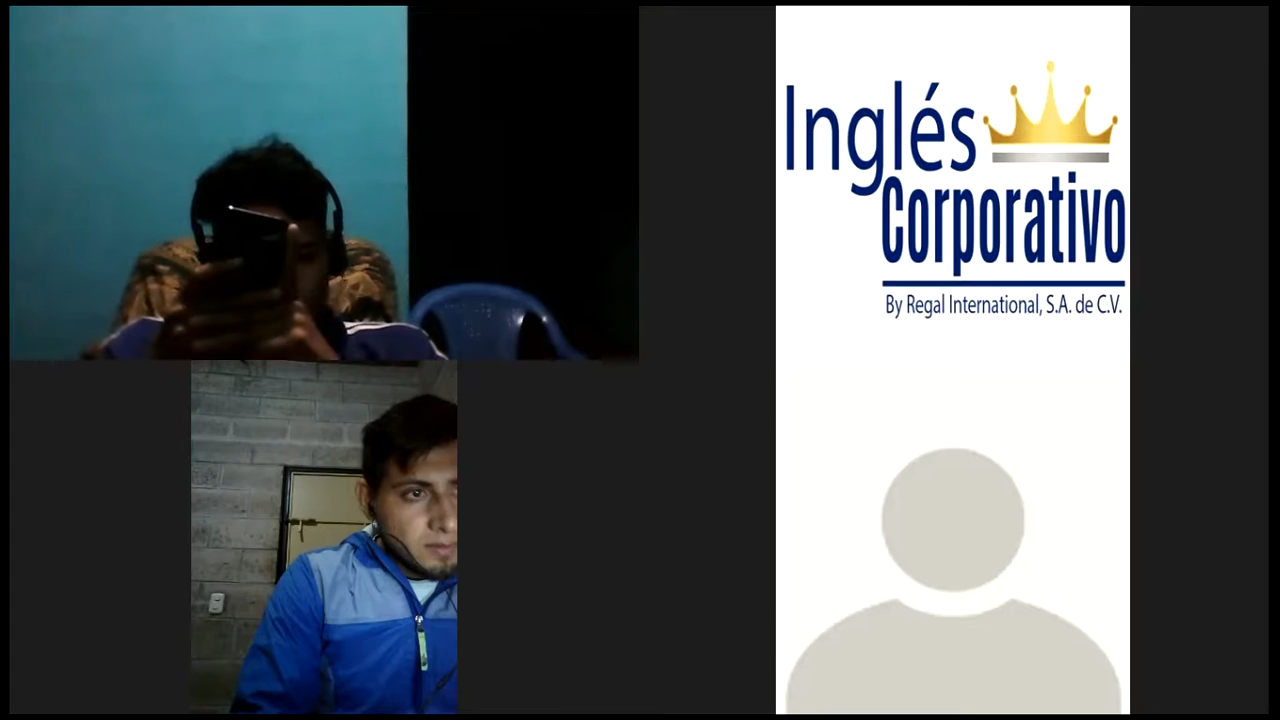 Inglés
Corporativo
By Regal International, S.A. de C.V.